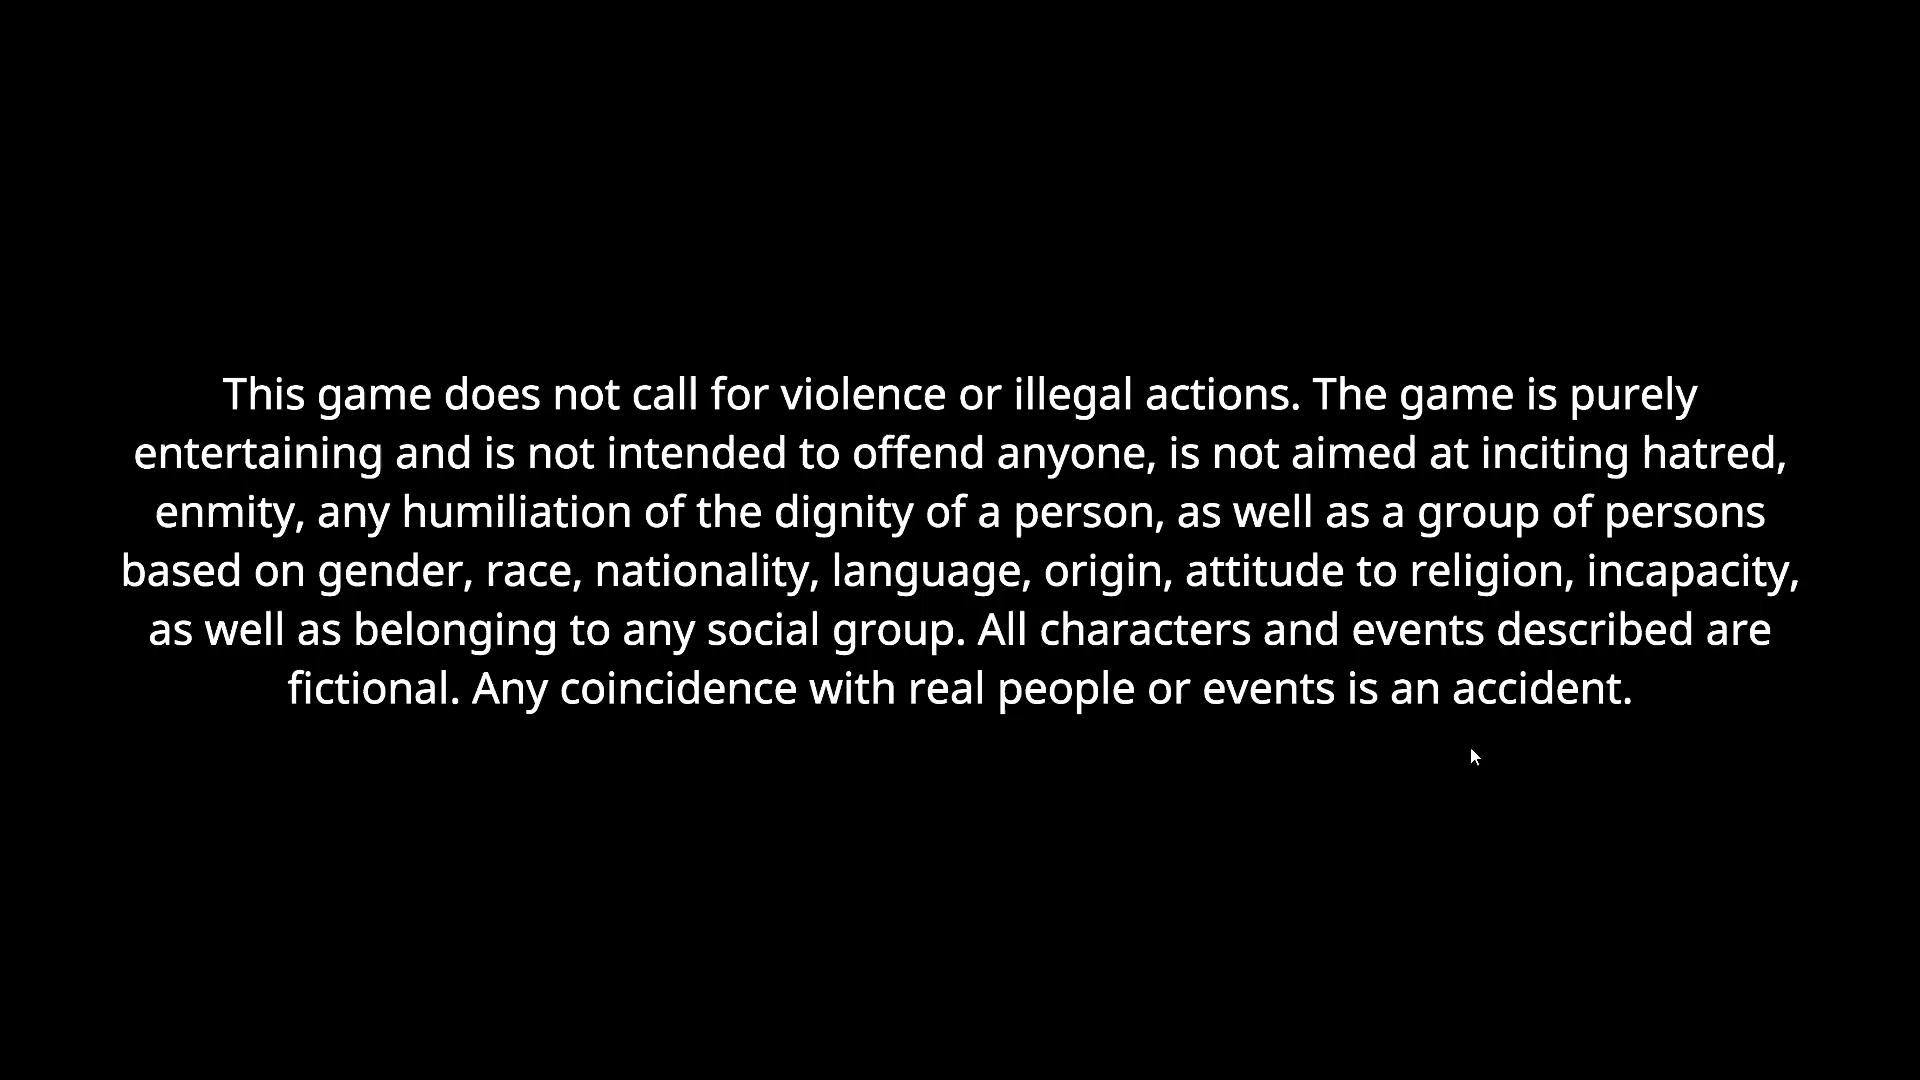 This game does not call for violence or illegal actions. The game is purely
entertaining and is not intended to offend anyone, is not aimed at inciting hatred,
enmity, any humiliation of the dignity of a person, as well as a group of persons
based on gender, race, nationality, language, origin, attitude to religion, incapacity,
as well as belonging to any social group. All characters and events described are
fictional. Any coincidence with real people or events is an accident.